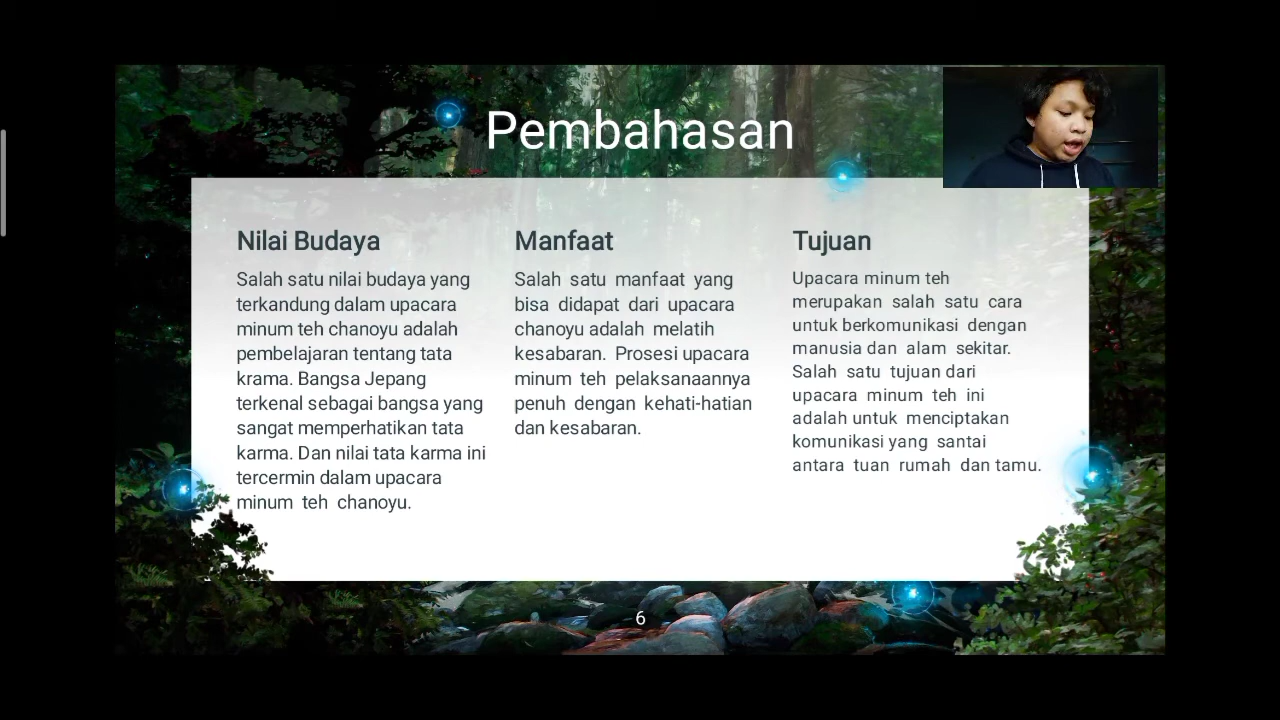 Pembahasan
Nilai Budaya
Salah satu nilai budaya yang
terkandung dalam upacara
minum teh chanoyu adalah
pembelajaran tentang tata
krama. Bangsa Jepang
terkenal sebagai bangsa yang
sangat memperhatikan tata
karma. Dan nilai tata karma ini
tercermin dalam upacara
minum teh chanoyu.
Manfaat
Salah satu manfaat yang
bisa didapat dari upacara
chanoyu adalah melatih
kesabaran. Prosesi upacara
minum teh pelaksanaannya
penuh dengan kehati-hatian
dan kesabaran.
Tujuan
Upacara minum teh
merupakan salah satu cara
untuk berkomunikasi dengan
manusia dan alam sekitar.
Salah satu tujuan dari
upacara minum teh ini
adalah untuk menciptakan
komunikasi yang santai
antara tuan rumah dan tamu.
6